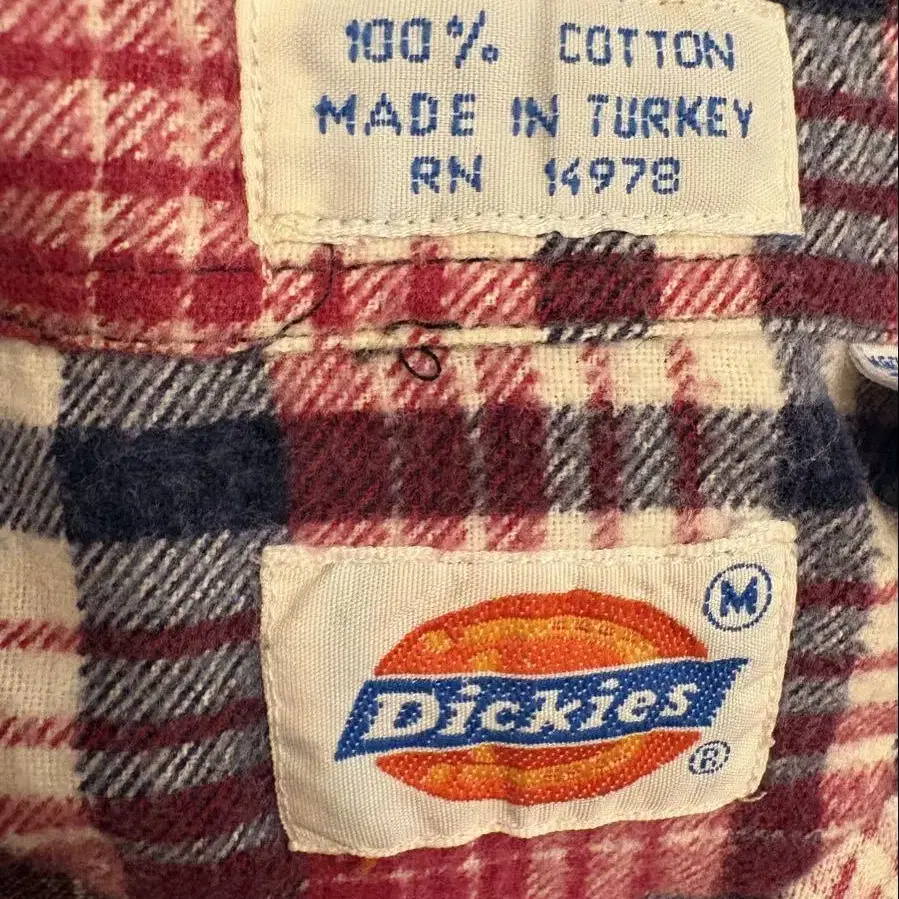 100% COTTON
MADE IN TURKEY
RN 14978
M
Dickies
®